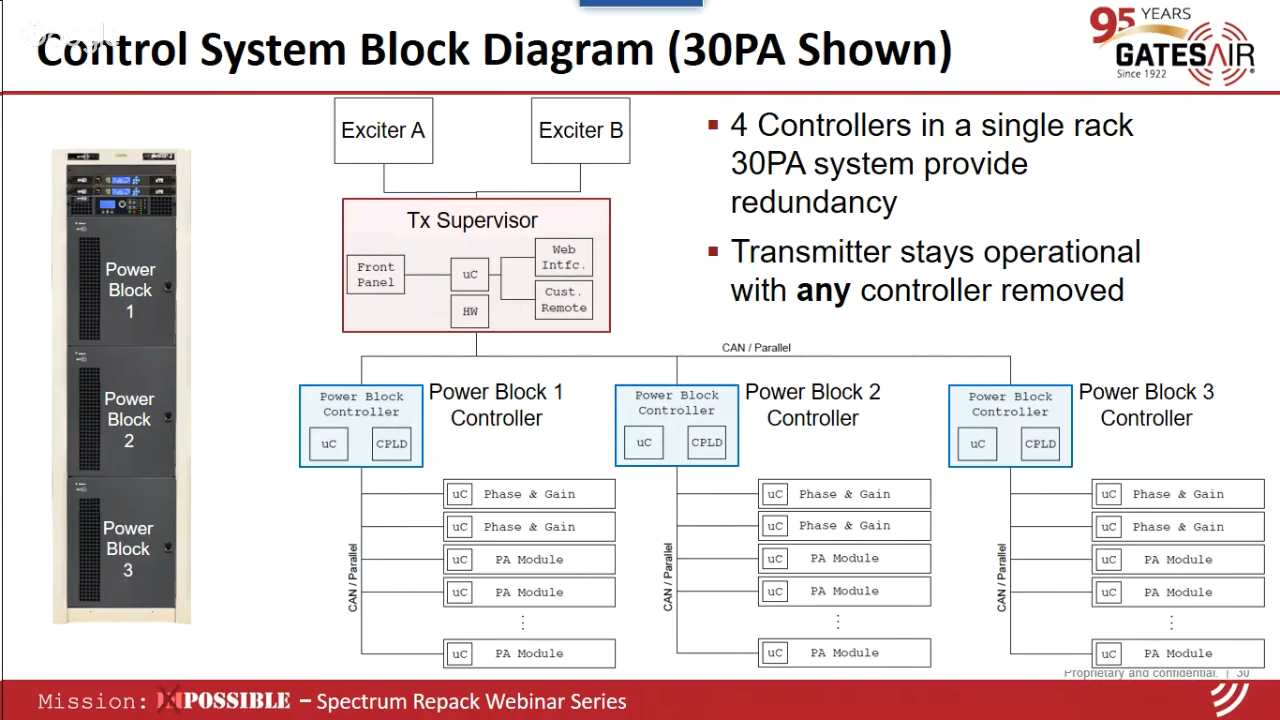 Control System Block Diagram (30PA Shown)
95 YEARS
GATESAIR
Since 1922
Exciter A
Exciter B
4 Controllers in a single rack
30PA system provide
redundancy
Transmitter stays operational
with any controller removed
Tx Supervisor
Front
Panel
uC
HW
Web
Intfc.
Cust.
Remote
CAN / Parallel
Power
Block
1
Power
Block
2
Power
Block
3
Power Block
Controller
uC
CPLD
Power Block 1
Controller
Power Block
Controller
uC
CPLD
Power Block 2
Controller
Power Block
Controller
uC
CPLD
Power Block 3
Controller
CAN / Parallel
uC Phase & Gain
uC Phase & Gain
uC PA Module
uC PA Module
⋮
uC PA Module
CAN / Parallel
uC Phase & Gain
uC Phase & Gain
uC PA Module
uC PA Module
⋮
uC PA Module
CAN / Parallel
uC Phase & Gain
uC Phase & Gain
uC PA Module
uC PA Module
⋮
uC PA Module
Proprietary and confidential. | 30
Mission: IMPOSSIBLE – Spectrum Repack Webinar Series